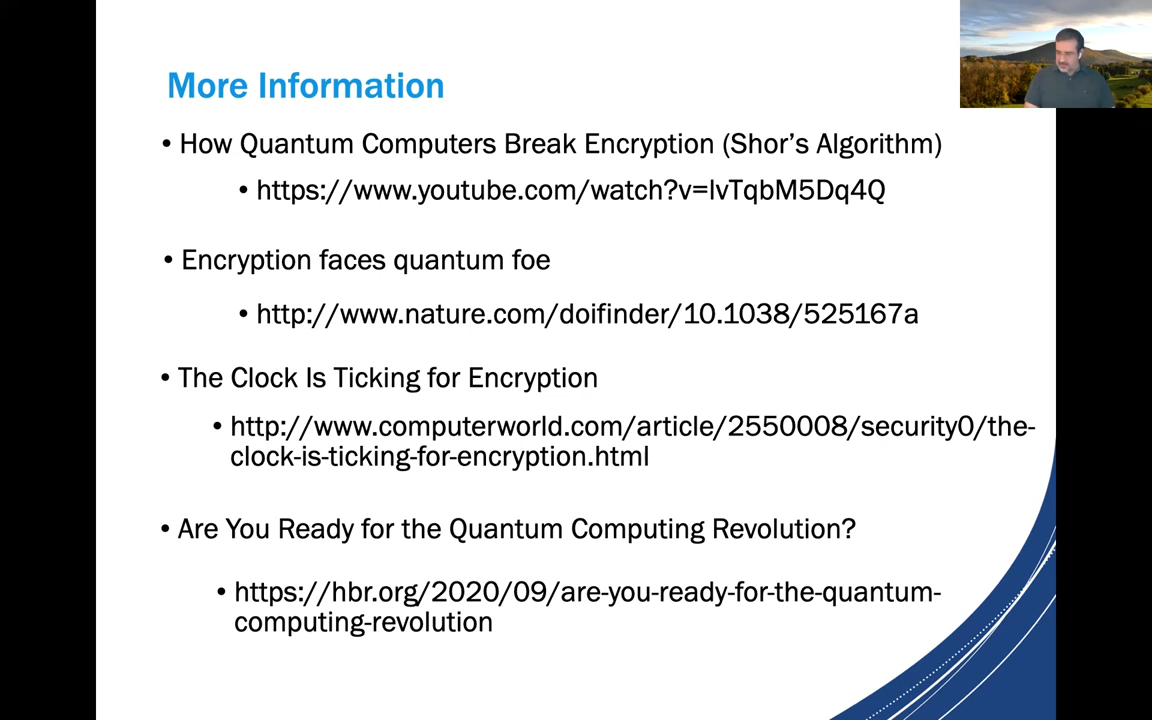 More Information
• How Quantum Computers Break Encryption (Shor’s Algorithm)
• https://www.youtube.com/watch?v=lvTqbM5Dq4Q
• Encryption faces quantum foe
• http://www.nature.com/doifinder/10.1038/525167a
• The Clock Is Ticking for Encryption
• http://www.computerworld.com/article/2550008/security0/the-
clock-is-ticking-for-encryption.html
• Are You Ready for the Quantum Computing Revolution?
• https://hbr.org/2020/09/are-you-ready-for-the-quantum-
computing-revolution